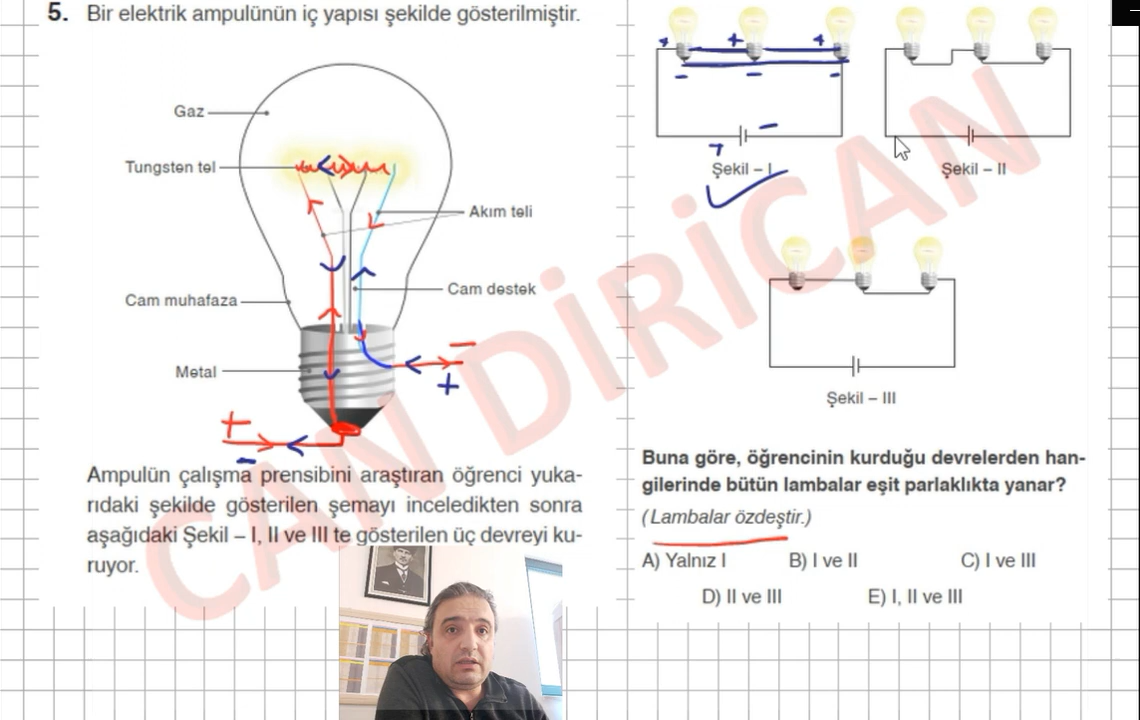 5. Bir elektrik ampulünün iç yapısı şekilde gösterilmiştir.
Gaz
Tungsten tel
Akım teli
Cam destek
Cam muhafaza
Metal
+
−
−
+
Ampulün çalışma prensibini araştıran öğrenci yuka-
rıdaki şekilde gösterilen şemayı inceledikten sonra
aşağıdaki Şekil – I, II ve III te gösterilen üç devreyi ku-
ruyor.
+ + +
− − −
+ −
Şekil – I
Şekil – II
Şekil – III
Buna göre, öğrencinin kurduğu devrelerden han-
gilerinde bütün lambalar eşit parlaklıkta yanar?
(Lambalar özdeştir.)
A) Yalnız I B) I ve II C) I ve III
D) II ve III E) I, II ve III
CAN DİRİCAN